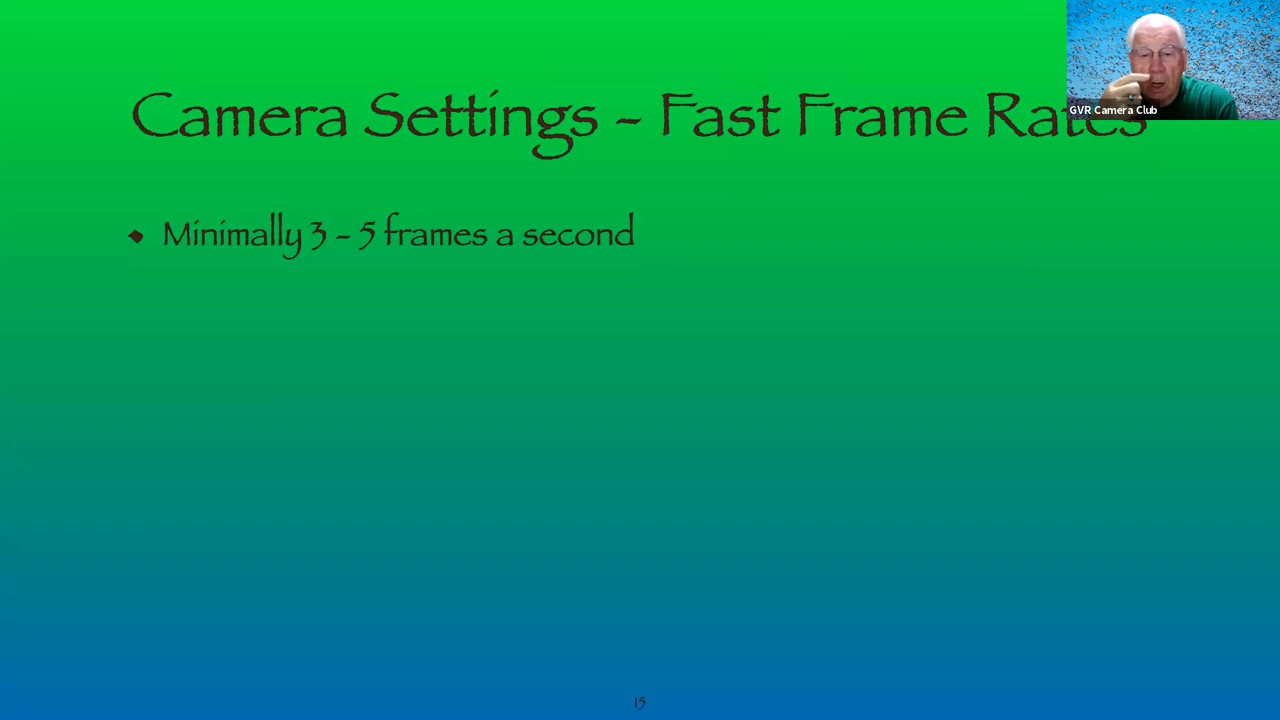 Camera Settings - Fast Frame Rates
GVR Camera Club
Minimally 3 - 5 frames a second
15